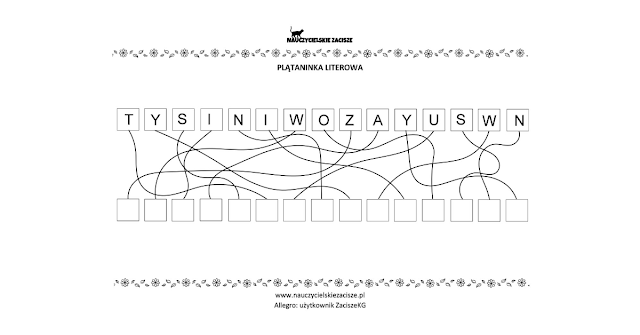 NAUCZYCIELSKIE ZACISZE
PLĄTANINKA LITEROWA
T Y S I N I W O Z A Y U S W N
www.nauczycielskiezacisze.pl
Allegro: użytkownik ZaciszeKG